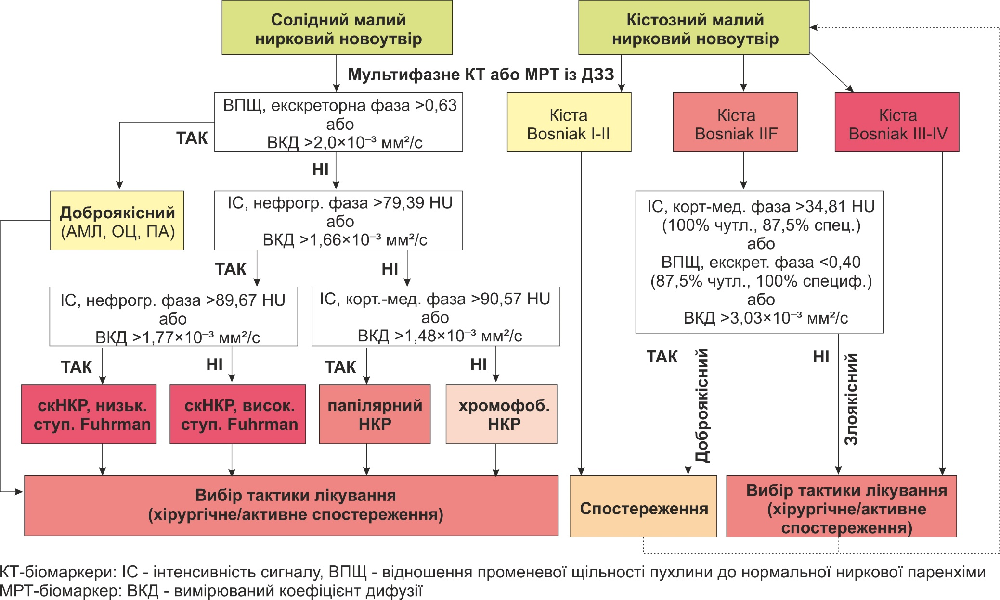 Солідний малий
нирковий новоутвір
Кістозний малий
нирковий новоутвір
Мультифазне КТ або МРТ із ДЗЗ
ВПЩ, екскреторна фаза >0,63
або
ВКД >2,0×10⁻³ мм²/с
Кіста
Bosniak I-II
Кіста
Bosniak IIF
Кіста
Bosniak III-IV
ТАК
НІ
Доброякісний
(АМЛ, ОЦ, ПА)
ІС, нефрогр. фаза >79,39 HU
або
ВКД >1,66×10⁻³ мм²/с
ІС, корт-мед. фаза >34,81 HU
(100% чутл., 87,5% спец.)
або
ВПЩ, екскрет. фаза <0,40
(87,5% чутл., 100% специф.)
або
ВКД >3,03×10⁻³ мм²/с
ТАК
НІ
ІС, нефрогр. фаза >89,67 HU
або
ВКД >1,77×10⁻³ мм²/с
ІС, корт.-мед. фаза >90,57 HU
або
ВКД >1,48×10⁻³ мм²/с
ТАК
НІ
ТАК
НІ
ТАК
Доброякісний
НІ
Злоякісний
скНКР, низьк.
ступ. Fuhrman
скНКР, висок.
ступ. Fuhrman
папілярний
НКР
хромофоб.
НКР
Вибір тактики лікування
(хірургічне/активне спостереження)
Спостереження
Вибір тактики лікування
(хірургічне/активне
спостереження)
КТ-біомаркери: ІС - інтенсивність сигналу, ВПЩ - відношення променевої щільності пухлини до нормальної ниркової паренхіми
МРТ-біомаркер: ВКД - вимірюваний коефіцієнт дифузії